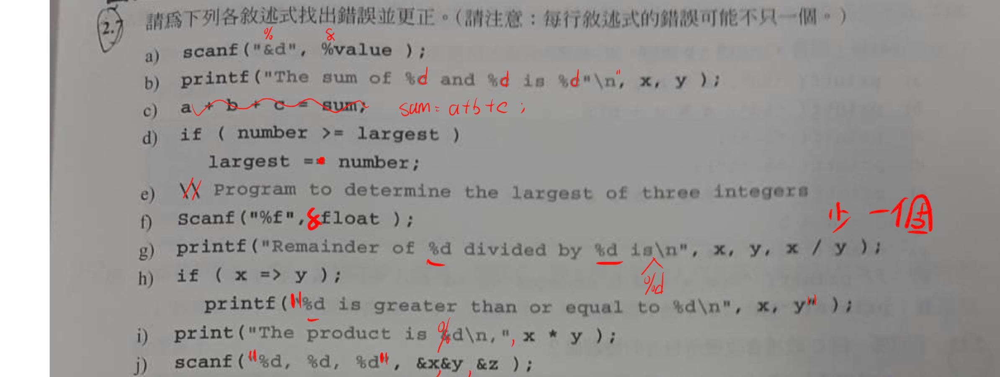 2.7 請爲下列各敘述式找出錯誤並更正。(請注意：每行敘述式的錯誤可能不只一個。)
% &
a) scanf("&d", %value );
b) printf("The sum of %d and %d is %d"\n", x, y );
c) a + b + c = sum; sum = a+b+c ;
d) if ( number >= largest )
largest == number;
e) \\ Program to determine the largest of three integers
f) Scanf("%f",&float ); 少一個
g) printf("Remainder of %d divided by %d is\n", x, y, x / y );
%d
h) if ( x => y );
printf("%d is greater than or equal to %d\n", x, y" );
i) print("The product is %d\n,", x * y );
j) scanf("%d, %d, %d", &x,&y, &z );